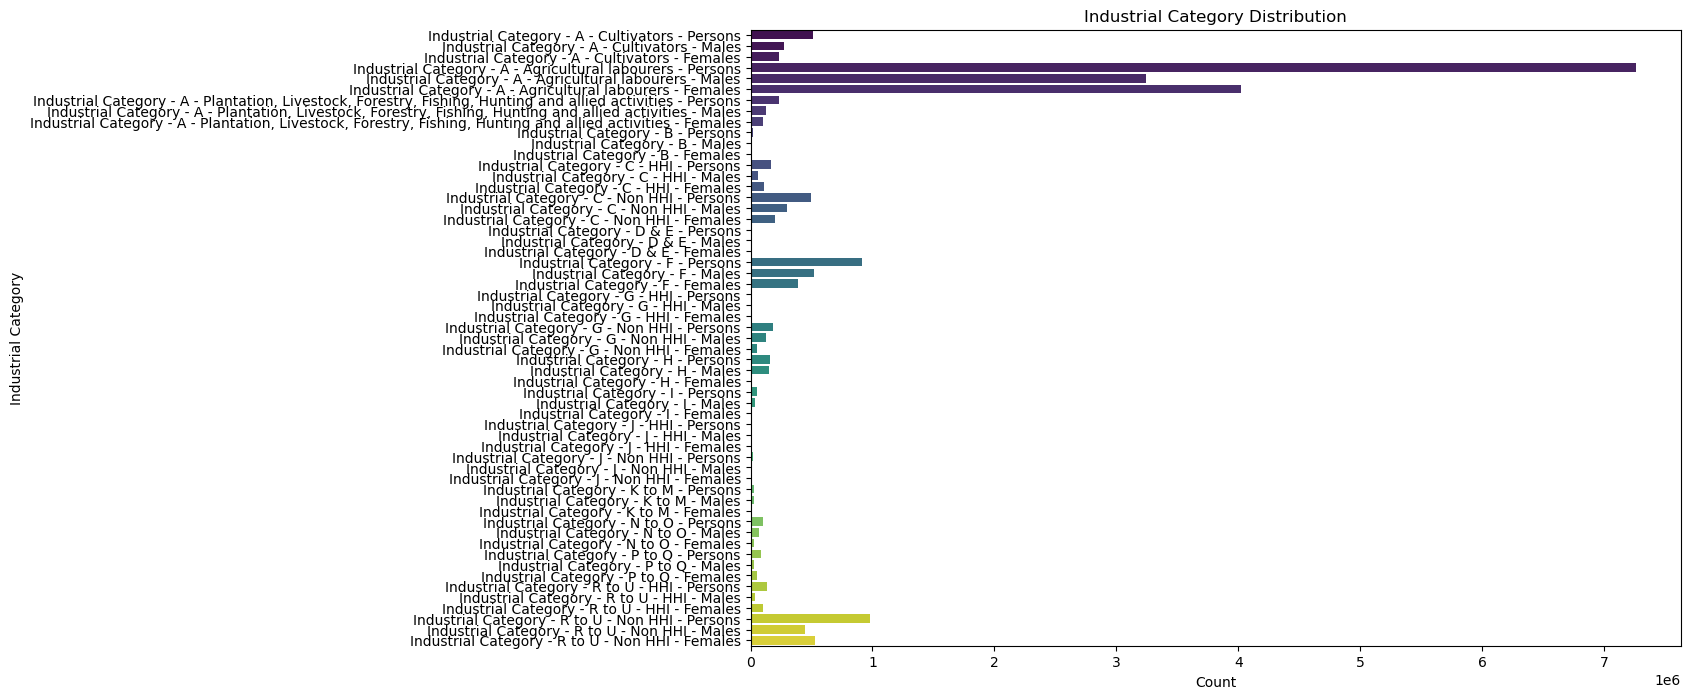 Industrial Category Distribution
Industrial Category - A - Cultivators - Persons
Industrial Category - A - Cultivators - Males
Industrial Category - A - Cultivators - Females
Industrial Category - A - Agricultural labourers - Persons
Industrial Category - A - Agricultural labourers - Males
Industrial Category - A - Agricultural labourers - Females
Industrial Category - A - Plantation, Livestock, Forestry, Fishing, Hunting and allied activities - Persons
Industrial Category - A - Plantation, Livestock, Forestry, Fishing, Hunting and allied activities - Males
Industrial Category - A - Plantation, Livestock, Forestry, Fishing, Hunting and allied activities - Females
Industrial Category - B - Persons
Industrial Category - B - Males
Industrial Category - B - Females
Industrial Category - C - HHI - Persons
Industrial Category - C - HHI - Males
Industrial Category - C - HHI - Females
Industrial Category - C - Non HHI - Persons
Industrial Category - C - Non HHI - Males
Industrial Category - C - Non HHI - Females
Industrial Category - D & E - Persons
Industrial Category - D & E - Males
Industrial Category - D & E - Females
Industrial Category - F - Persons
Industrial Category - F - Males
Industrial Category - F - Females
Industrial Category - G - HHI - Persons
Industrial Category - G - HHI - Males
Industrial Category - G - HHI - Females
Industrial Category - G - Non HHI - Persons
Industrial Category - G - Non HHI - Males
Industrial Category - G - Non HHI - Females
Industrial Category - H - Persons
Industrial Category - H - Males
Industrial Category - H - Females
Industrial Category - I - Persons
Industrial Category - I - Males
Industrial Category - I - Females
Industrial Category - J - HHI - Persons
Industrial Category - J - HHI - Males
Industrial Category - J - HHI - Females
Industrial Category - J - Non HHI - Persons
Industrial Category - J - Non HHI - Males
Industrial Category - J - Non HHI - Females
Industrial Category - K to M - Persons
Industrial Category - K to M - Males
Industrial Category - K to M - Females
Industrial Category - N to O - Persons
Industrial Category - N to O - Males
Industrial Category - N to O - Females
Industrial Category - P to Q - Persons
Industrial Category - P to Q - Males
Industrial Category - P to Q - Females
Industrial Category - R to U - HHI - Persons
Industrial Category - R to U - HHI - Males
Industrial Category - R to U - HHI - Females
Industrial Category - R to U - Non HHI - Persons
Industrial Category - R to U - Non HHI - Males
Industrial Category - R to U - Non HHI - Females
Industrial Category
0 1 2 3 4 5 6 7
1e6
Count